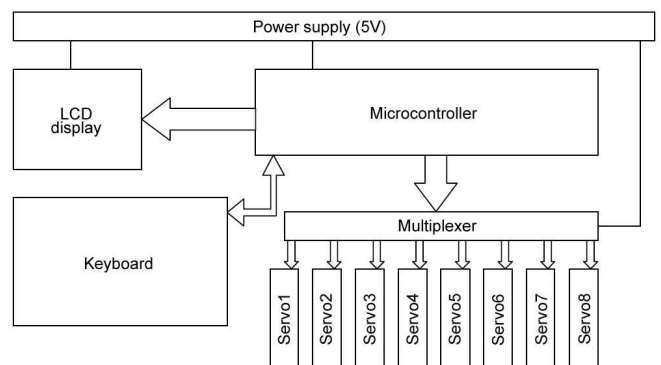 Power supply (5V)
LCD
display
Microcontroller
Keyboard
Multiplexer
Servo1
Servo2
Servo3
Servo4
Servo5
Servo6
Servo7
Servo8